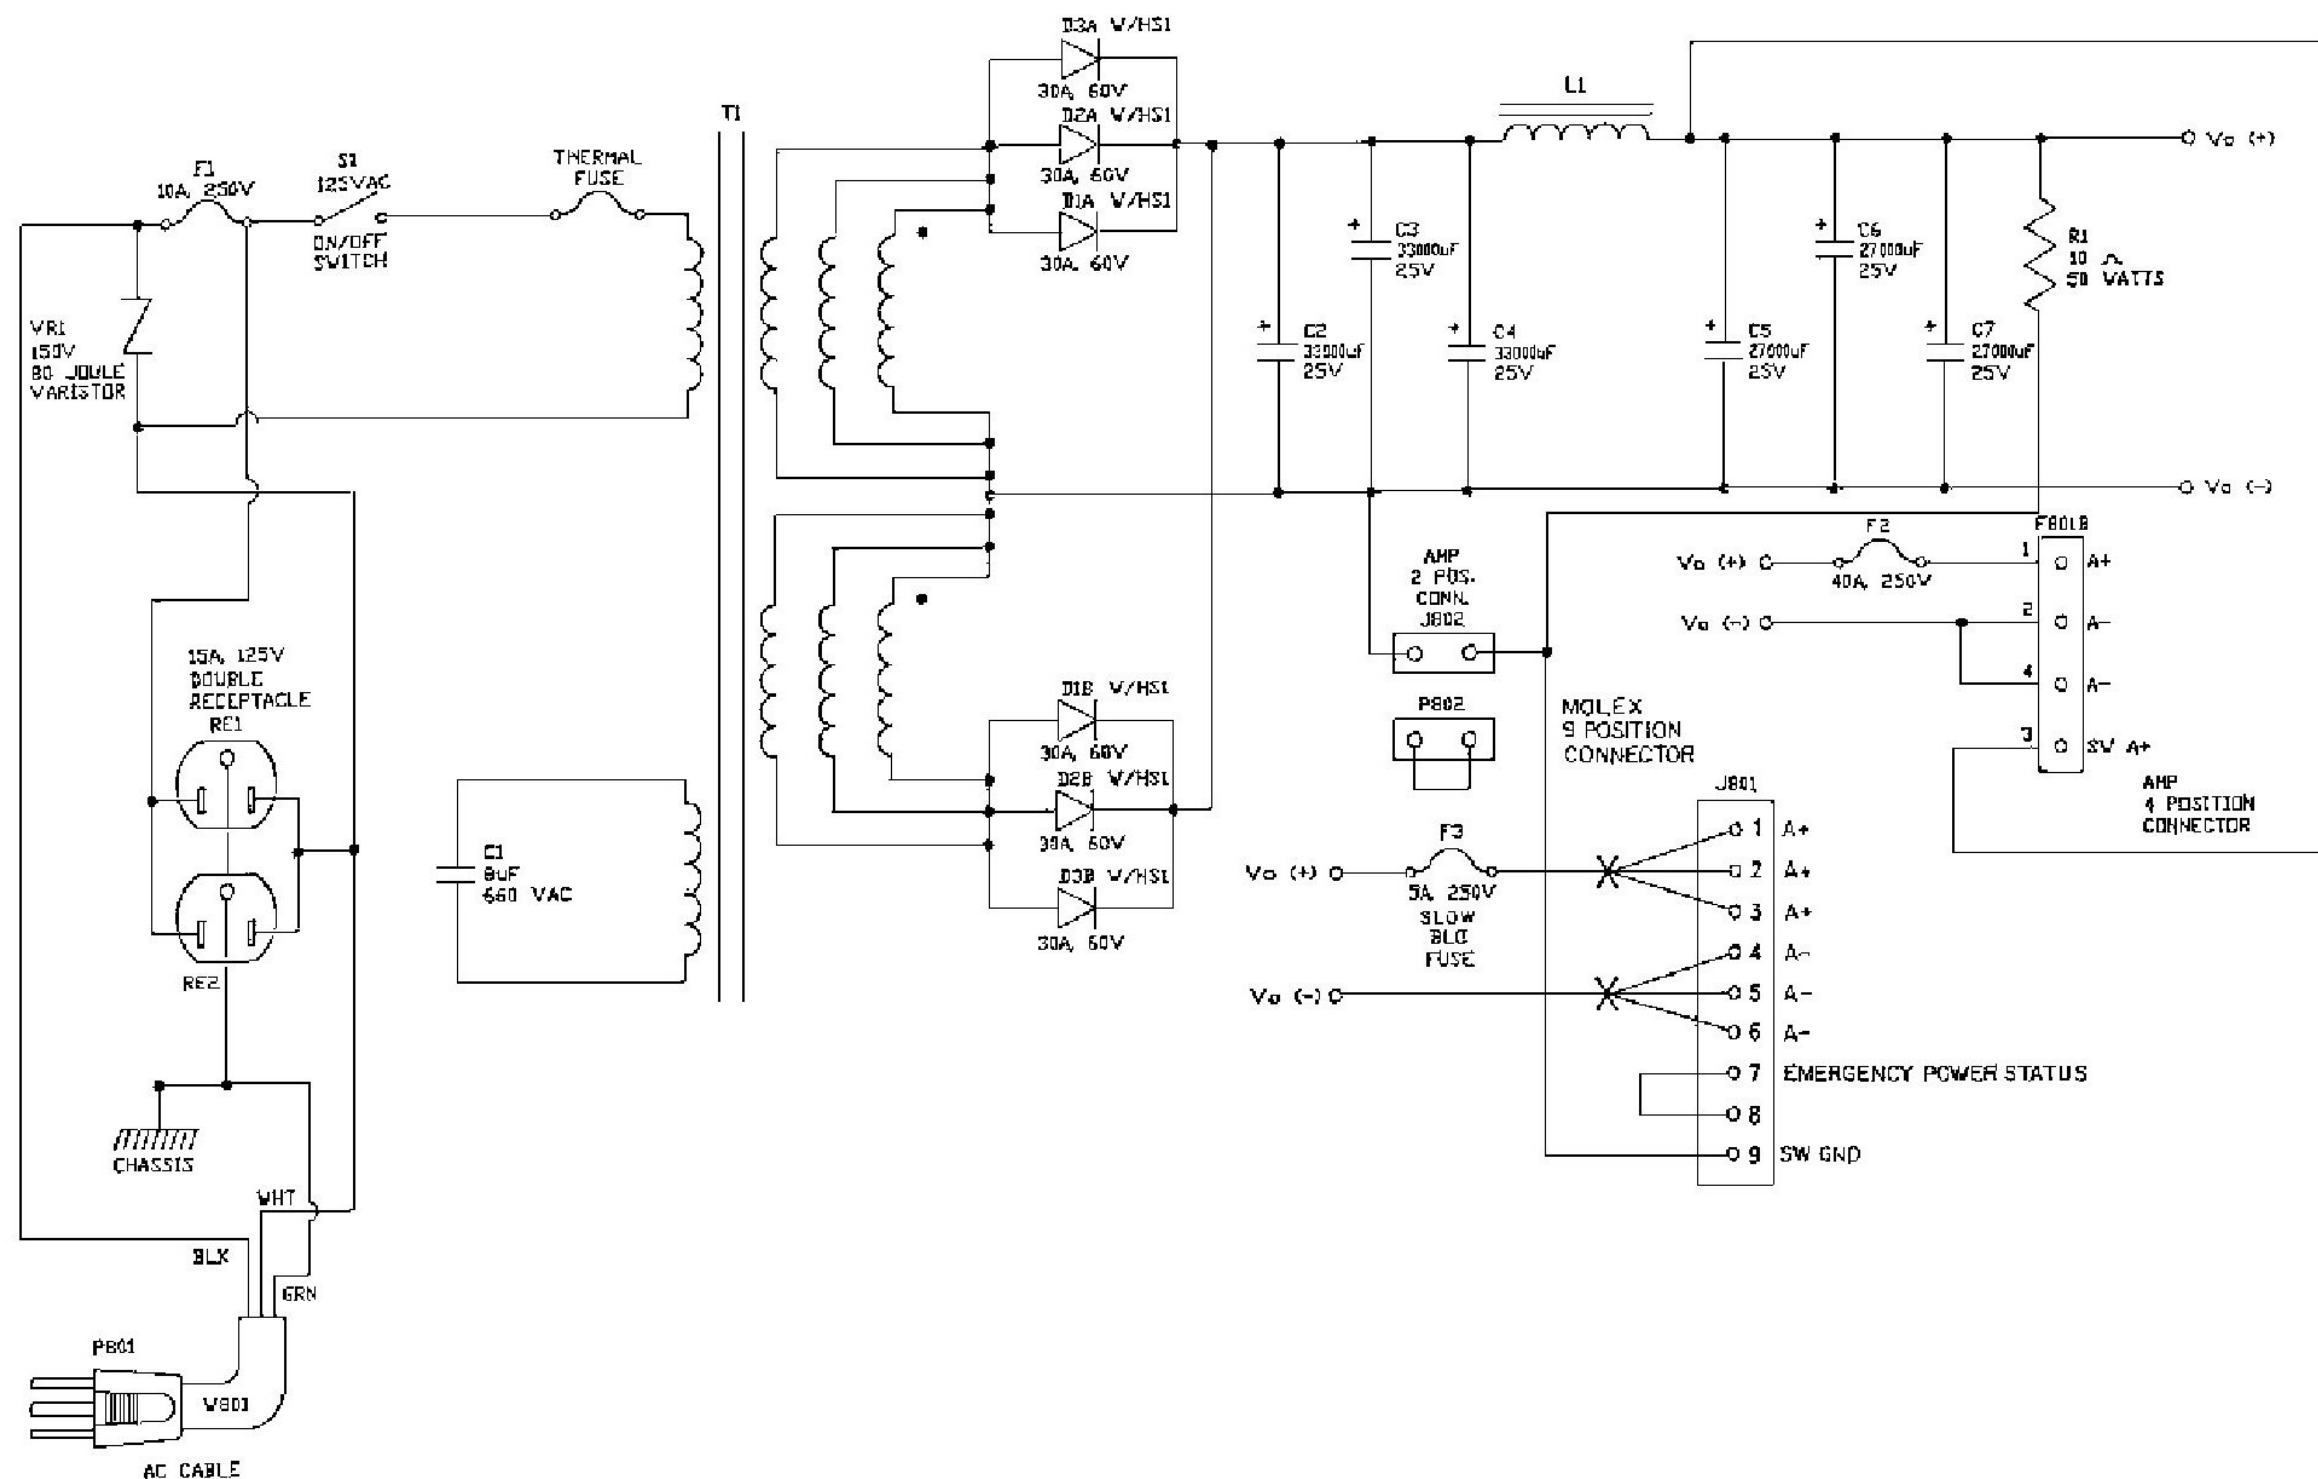 D3A W/HS1
30A, 60V
D2A W/HS1
30A, 60V
D1A W/HS1
30A, 60V
T1
L1
F1
10A, 250V
S1
125VAC
ON/OFF
SWITCH
THERMAL
FUSE
VR1
150V
80 JOULE
VARISTOR
C2
33000uF
25V
C3
33000uF
25V
C4
33000uF
25V
C5
27000uF
25V
C6
27000uF
25V
C7
27000uF
25V
R1
10 Ω
50 WATTS
Vo (+)
Vo (-)
15A, 125V
DOUBLE
RECEPTACLE
RE1
RE2
C1
8uF
660 VAC
D1B W/HS1
30A, 60V
D2B W/HS1
30A, 60V
D3B W/HS1
30A, 60V
AMP
2 POS.
CONN.
J802
P802
Vo (+)
F2
40A, 250V
Vo (-)
1 A+
2 A-
4 A-
3 SW A+
AMP
4 POSITION
CONNECTOR
MOLEX
9 POSITION
CONNECTOR
J801
Vo (+)
F3
5A, 250V
SLOW
FUSE
Vo (-)
1 A+
2 A+
3 A+
4 A-
5 A-
6 A-
7 EMERGENCY POWER STATUS
8
9 SW GND
CHASSIS
WHT
BLK
GRN
P801
W801
AC CABLE